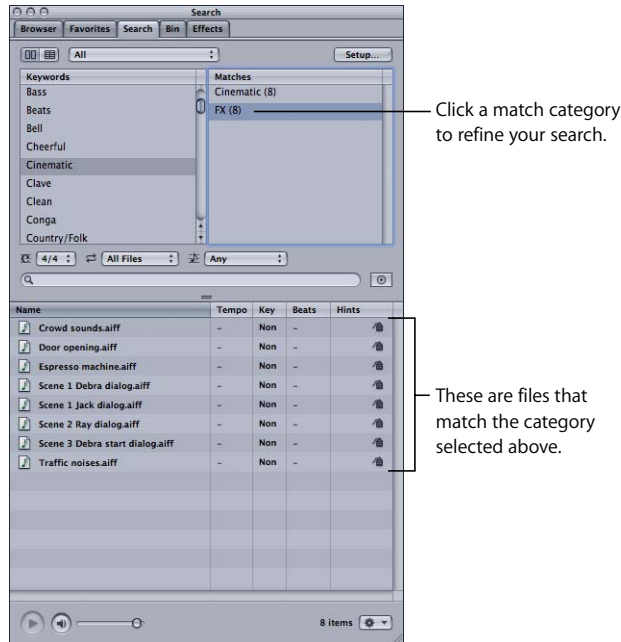 Search
Browser Favorites Search Bin Effects
All Setup...
Keywords Matches
Bass Cinematic (8)
Beats FX (8)
Bell
Cheerful
Cinematic
Clave
Clean
Conga
Country/Folk
Click a match category
to refine your search.
4/4 All Files Any
Name Tempo Key Beats Hints
Crowd sounds.aiff - Non -
Door opening.aiff - Non -
Espresso machine.aiff - Non -
Scene 1 Debra dialog.aiff - Non -
Scene 1 Jack dialog.aiff - Non -
Scene 2 Ray dialog.aiff - Non -
Scene 3 Debra start dialog.aiff - Non -
Traffic noises.aiff - Non -
These are files that
match the category
selected above.
8 items